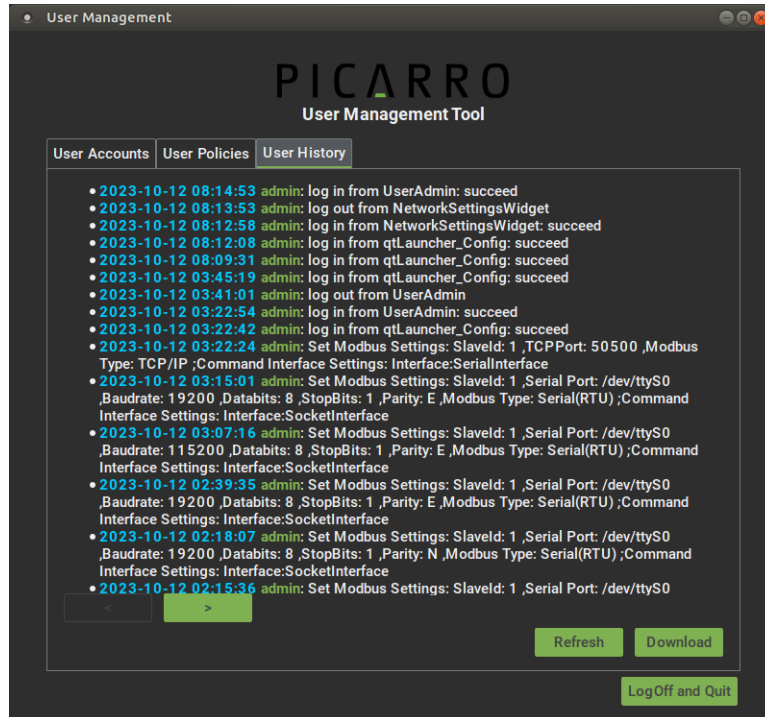 User Management
PICARRO
User Management Tool
User Accounts User Policies User History
2023-10-12 08:14:53 admin: log in from UserAdmin: succeed
2023-10-12 08:13:53 admin: log out from NetworkSettingsWidget
2023-10-12 08:12:58 admin: log in from NetworkSettingsWidget: succeed
2023-10-12 08:12:08 admin: log in from qtLauncher_Config: succeed
2023-10-12 08:09:31 admin: log in from qtLauncher_Config: succeed
2023-10-12 03:45:19 admin: log in from qtLauncher_Config: succeed
2023-10-12 03:41:01 admin: log out from UserAdmin
2023-10-12 03:22:54 admin: log in from UserAdmin: succeed
2023-10-12 03:22:42 admin: log in from qtLauncher_Config: succeed
2023-10-12 03:22:24 admin: Set Modbus Settings: SlaveId: 1 ,TCPPort: 50500 ,Modbus
Type: TCP/IP ;Command Interface Settings: Interface:SerialInterface
2023-10-12 03:15:01 admin: Set Modbus Settings: SlaveId: 1 ,Serial Port: /dev/ttyS0
,Baudrate: 19200 ,Databits: 8 ,StopBits: 1 ,Parity: E ,Modbus Type: Serial(RTU) ;Command
Interface Settings: Interface:SocketInterface
2023-10-12 03:07:16 admin: Set Modbus Settings: SlaveId: 1 ,Serial Port: /dev/ttyS0
,Baudrate: 115200 ,Databits: 8 ,StopBits: 1 ,Parity: E ,Modbus Type: Serial(RTU) ;Command
Interface Settings: Interface:SocketInterface
2023-10-12 02:39:35 admin: Set Modbus Settings: SlaveId: 1 ,Serial Port: /dev/ttyS0
,Baudrate: 19200 ,Databits: 8 ,StopBits: 1 ,Parity: E ,Modbus Type: Serial(RTU) ;Command
Interface Settings: Interface:SocketInterface
2023-10-12 02:18:07 admin: Set Modbus Settings: SlaveId: 1 ,Serial Port: /dev/ttyS0
,Baudrate: 19200 ,Databits: 8 ,StopBits: 1 ,Parity: N ,Modbus Type: Serial(RTU) ;Command
Interface Settings: Interface:SocketInterface
2023-10-12 02:15:36 admin: Set Modbus Settings: SlaveId: 1 ,Serial Port: /dev/ttyS0
< >
Refresh Download
LogOff and Quit